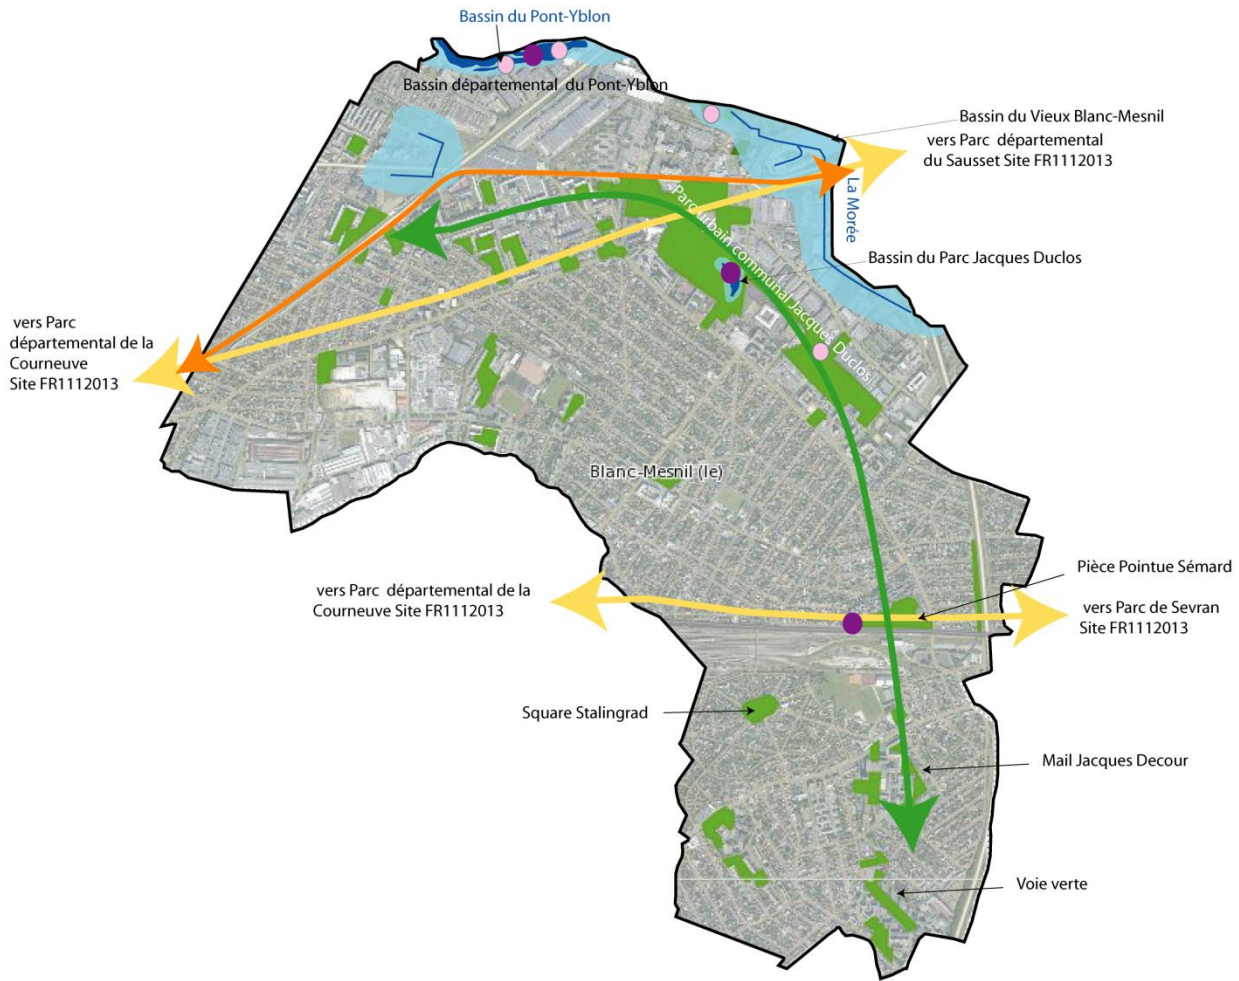 Bassin du Pont-Yblon
Bassin départemental du Pont-Yblon
Bassin du Vieux Blanc-Mesnil
vers Parc départemental
du Sausset Site FR1112013
La Morée
Parc urbain communal Jacques Duclos
Bassin du Parc Jacques Duclos
vers Parc
départemental de la
Courneuve
Site FR1112013
Blanc-Mesnil (le)
Pièce Pointue Sémard
vers Parc départemental de la
Courneuve Site FR1112013
vers Parc de Sevran
Site FR1112013
Square Stalingrad
Mail Jacques Decour
Voie verte